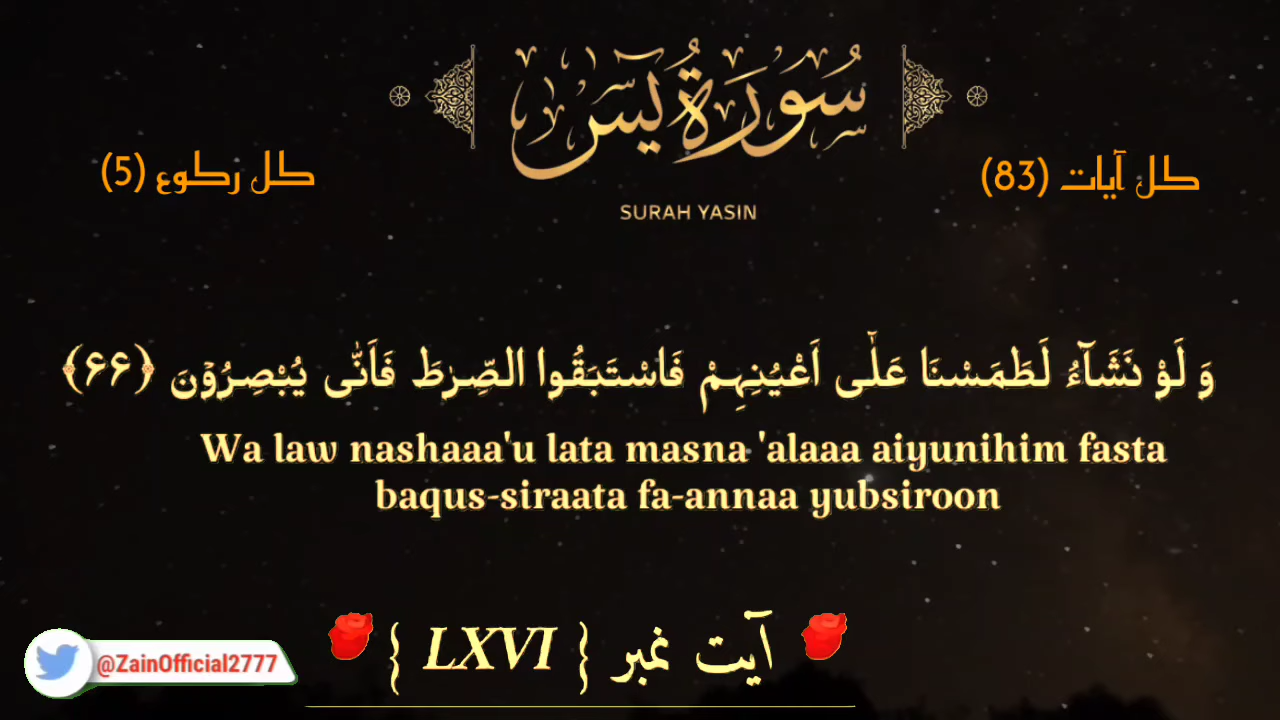 سُورَةُ يٰسٓ
SURAH YASIN
کل آیات (83)
کل رکوع (5)
وَ لَوْ نَشَآءُ لَطَمَسْنَا عَلٰۤى اَعْیُنِهِمْ فَاسْتَبَقُوا الصِّرٰطَ فَاَنّٰى یُبْصِرُوْنَ ﴿۶۶﴾
Wa law nashaaa'u lata masna 'alaaa aiyunihim fasta
baqus-siraata fa-annaa yubsiroon
آیت نمبر { LXVI }
@ZainOfficial2777